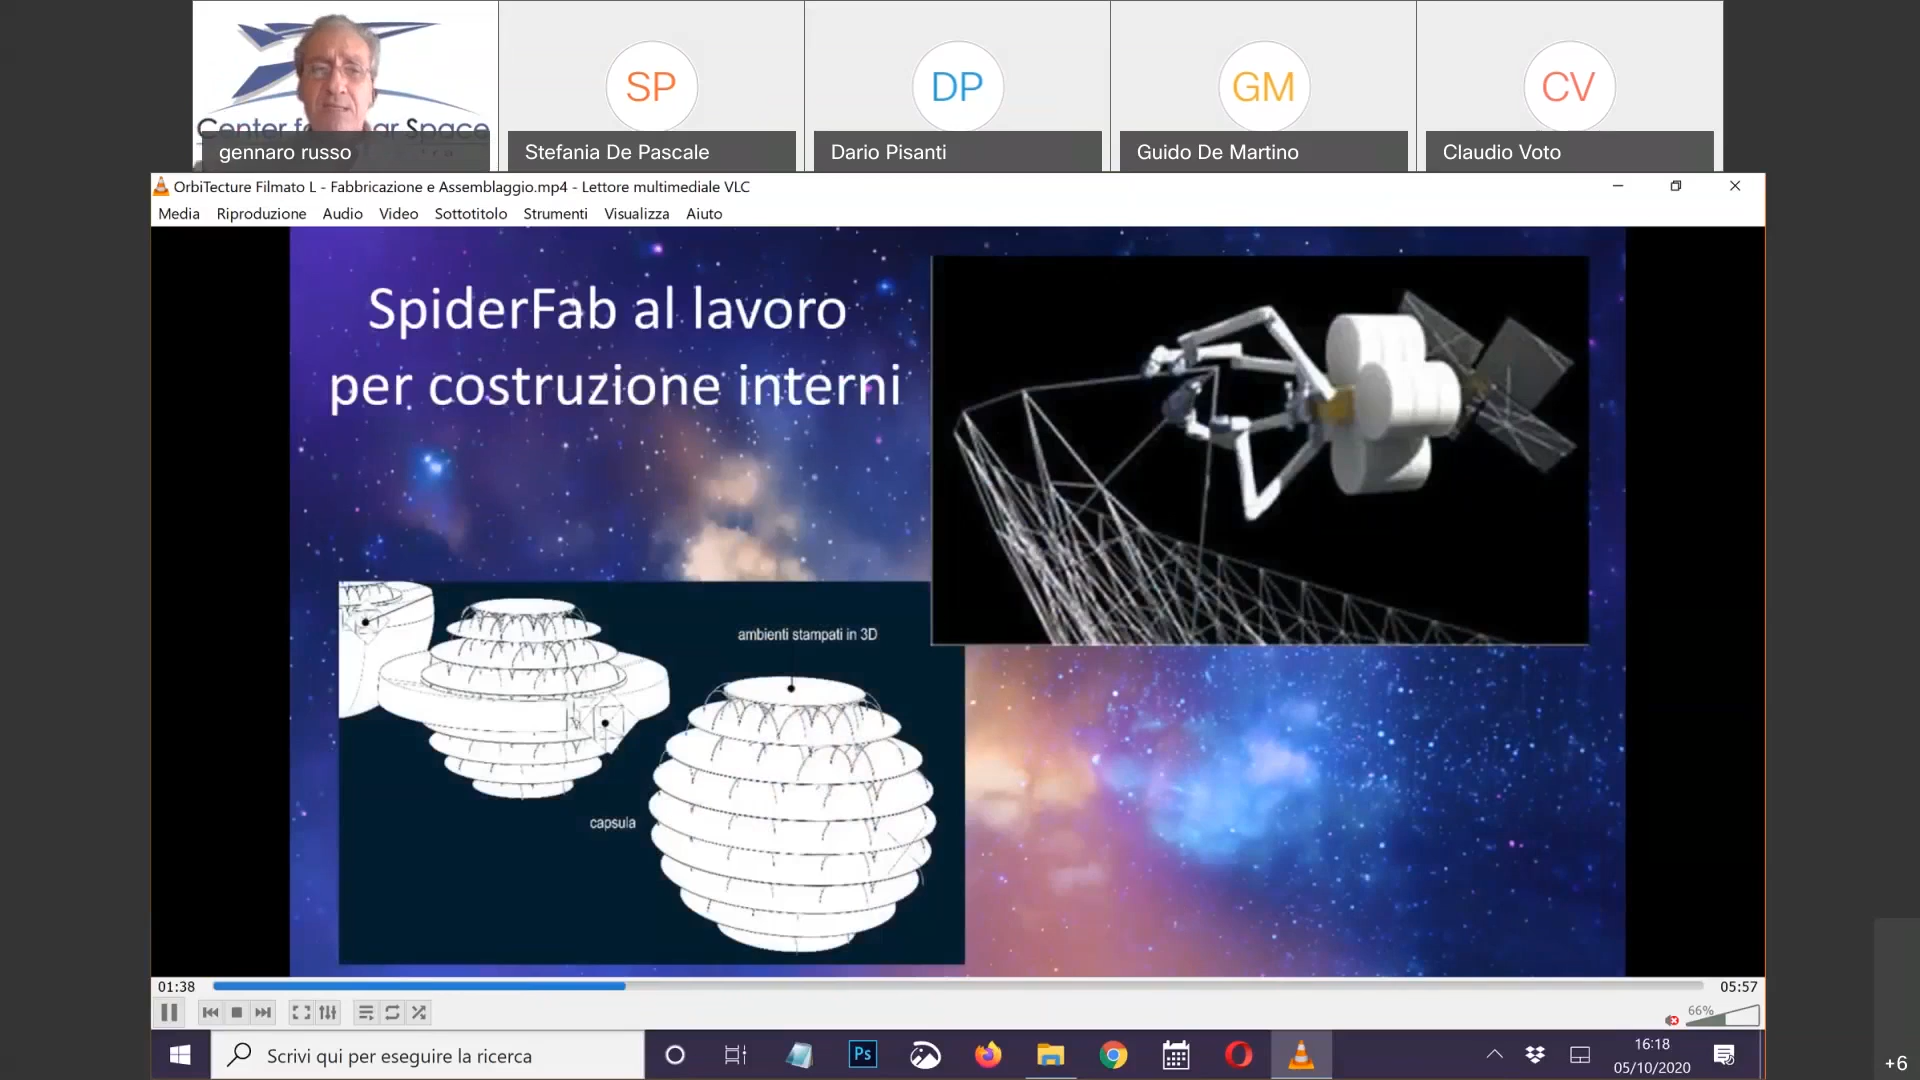 SP
DP
GM
CV
gennaro russo
Stefania De Pascale
Dario Pisanti
Guido De Martino
Claudio Voto
OrbiTecture Filmato L - Fabbricazione e Assemblaggio.mp4 - Lettore multimediale VLC
Media Riproduzione Audio Video Sottotitolo Strumenti Visualizza Aiuto
SpiderFab al lavoro
per costruzione interni
ambienti stampati in 3D
capsula
01:38
05:57
66%
Scrivi qui per eseguire la ricerca
Ps
16:18
05/10/2020
+6